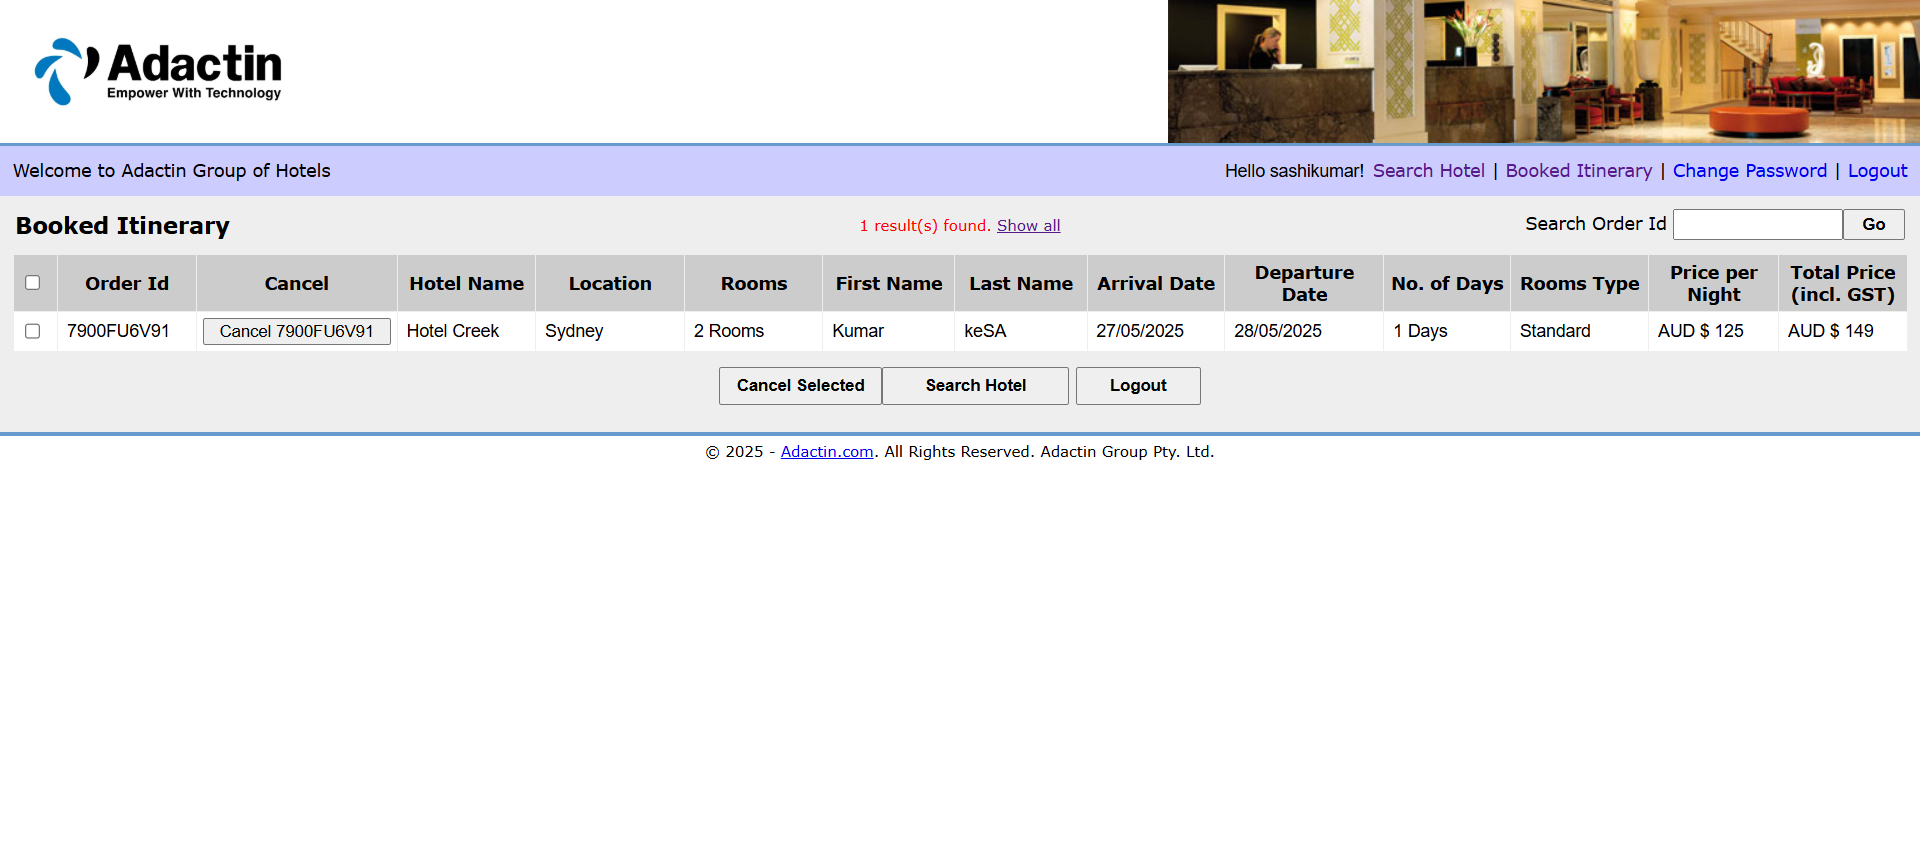 Adactin
Empower With Technology
Welcome to Adactin Group of Hotels
Hello sashikumar! Search Hotel | Booked Itinerary | Change Password | Logout
Booked Itinerary
1 result(s) found. Show all
Search Order Id Go
Order Id Cancel Hotel Name Location Rooms First Name Last Name Arrival Date Departure Date No. of Days Rooms Type Price per Night Total Price (incl. GST)
7900FU6V91 Cancel 7900FU6V91 Hotel Creek Sydney 2 Rooms Kumar keSA 27/05/2025 28/05/2025 1 Days Standard AUD $ 125 AUD $ 149
Cancel Selected Search Hotel Logout
© 2025 - Adactin.com. All Rights Reserved. Adactin Group Pty. Ltd.